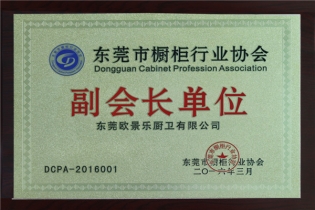 东莞市橱柜行业协会
Dongguan Cabinet Profession Association
副会长单位
东莞欧景乐厨卫有限公司
DCPA-2016001
东莞市橱柜行业协会
二〇一六年三月